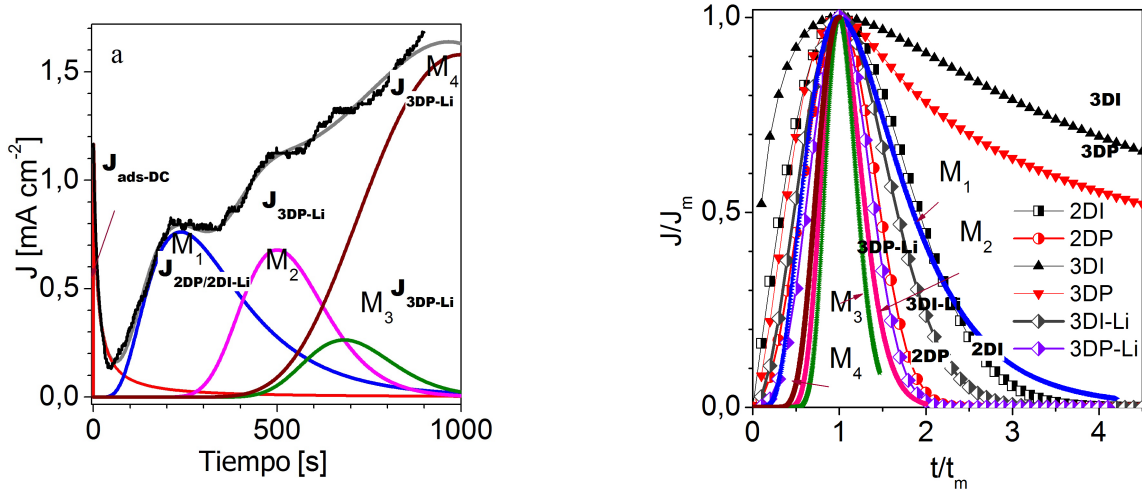 a
J [mA cm⁻²]
1,5
1,0
0,5
0,0
0
500
1000
Tiempo [s]
J ads-DC
M₁
J 2DP/2DI-Li
J 3DP-Li
M₂
M₃
J 3DP-Li
M₄
J 3DP-Li
J/Jₘ
1,0
0,5
0,0
0
1
2
3
4
t/tₘ
3DI
3DP
M₁
M₂
3DP-Li
3DI-Li
M₃
M₄
2DP
2DI
2DI
2DP
3DI
3DP
3DI-Li
3DP-Li